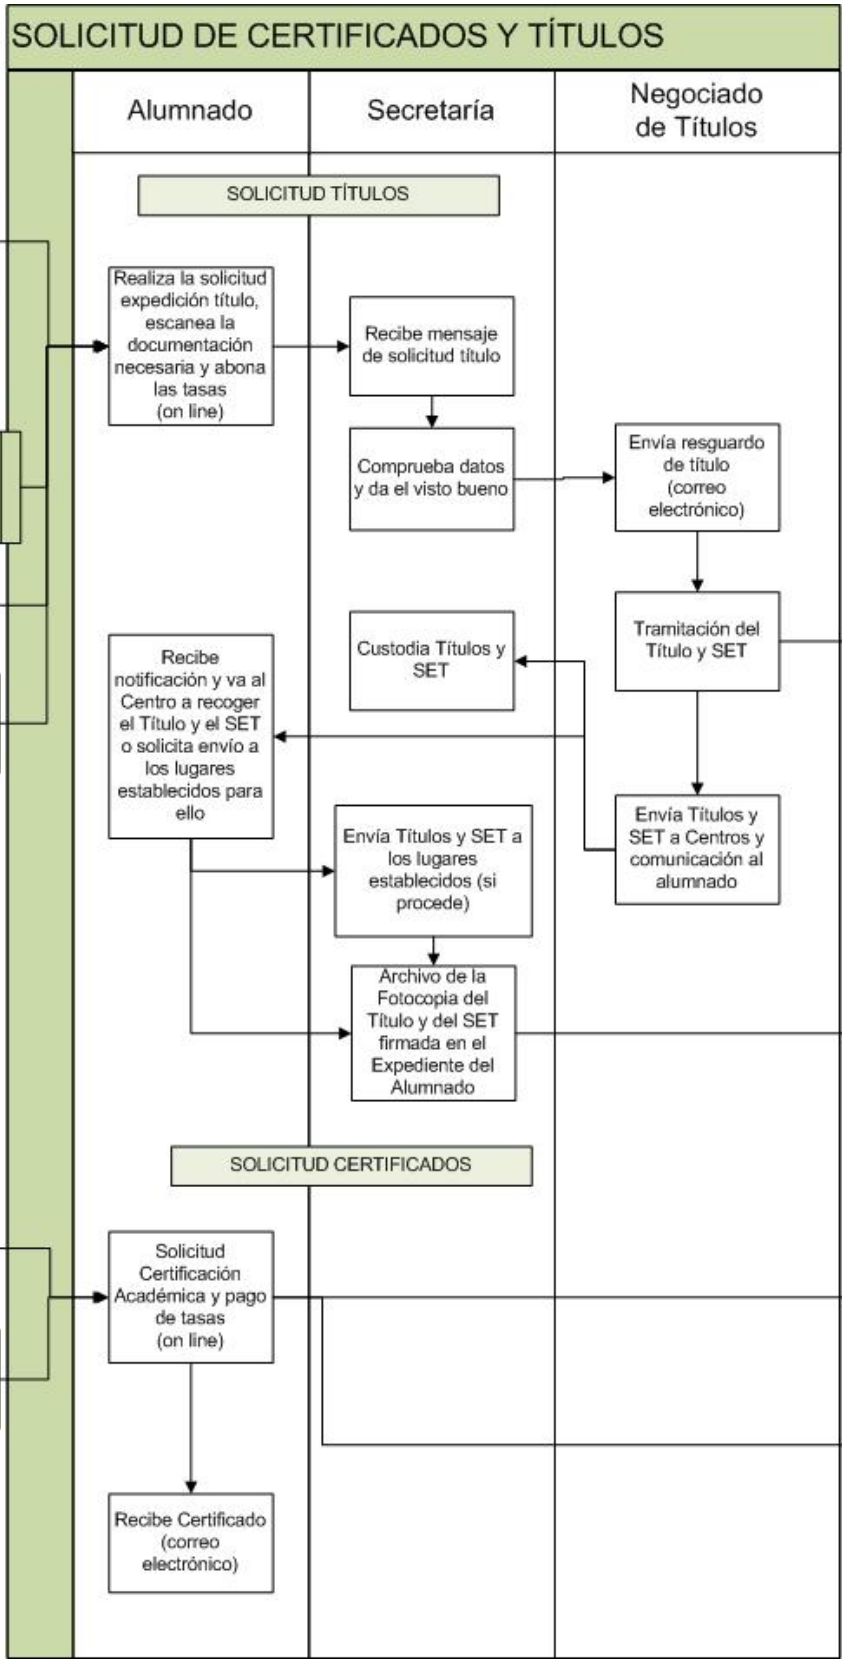 SOLICITUD DE CERTIFICADOS Y TÍTULOS
Alumnado
Secretaría
Negociado
de Títulos
SOLICITUD TÍTULOS
Realiza la solicitud
expedición título,
escanea la
documentación
necesaria y abona
las tasas
(on line)
Recibe mensaje
de solicitud título
Comprueba datos
y da el visto bueno
Envía resguardo
de título
(correo
electrónico)
Tramitación del
Título y SET
Custodia Títulos y
SET
Recibe
notificación y va al
Centro a recoger
el Título y el SET
o solicita envío a
los lugares
establecidos para
ello
Envía Títulos y
SET a Centros y
comunicación al
alumnado
Envía Títulos y SET a
los lugares
establecidos (si
procede)
Archivo de la
Fotocopia del
Título y del SET
firmada en el
Expediente del
Alumnado
SOLICITUD CERTIFICADOS
Solicitud
Certificación
Académica y pago
de tasas
(on line)
Recibe Certificado
(correo
electrónico)